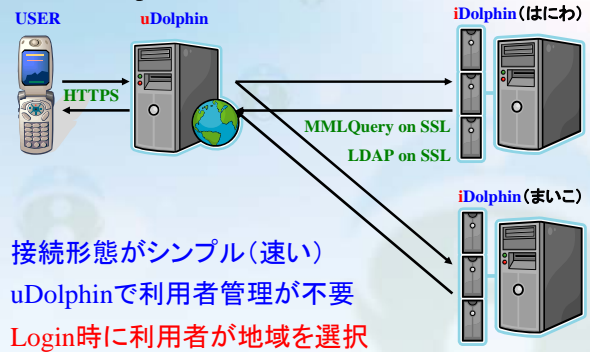 USER
uDolphin
iDolphin(はにわ)
HTTPS
MMLQuery on SSL
LDAP on SSL
iDolphin(まいこ)
接続形態がシンプル(速い)
uDolphinで利用者管理が不要
Login時に利用者が地域を選択